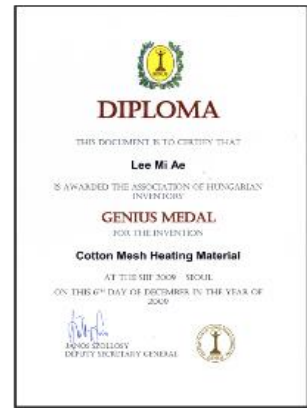 DIPLOMA
THIS DOCUMENT IS TO CERTIFY THAT
Lee Mi Ae
IS AWARDED THE ASSOCIATION OF HUNGARIAN
INVENTORY
GENIUS MEDAL
FOR THE INVENTION
Cotton Mesh Heating Material
AT THE SIIF 2009 SEOUL
ON THIS 6TH DAY OF DECEMBER IN THE YEAR OF
2009
DEPUTY SECRETARY GENERAL